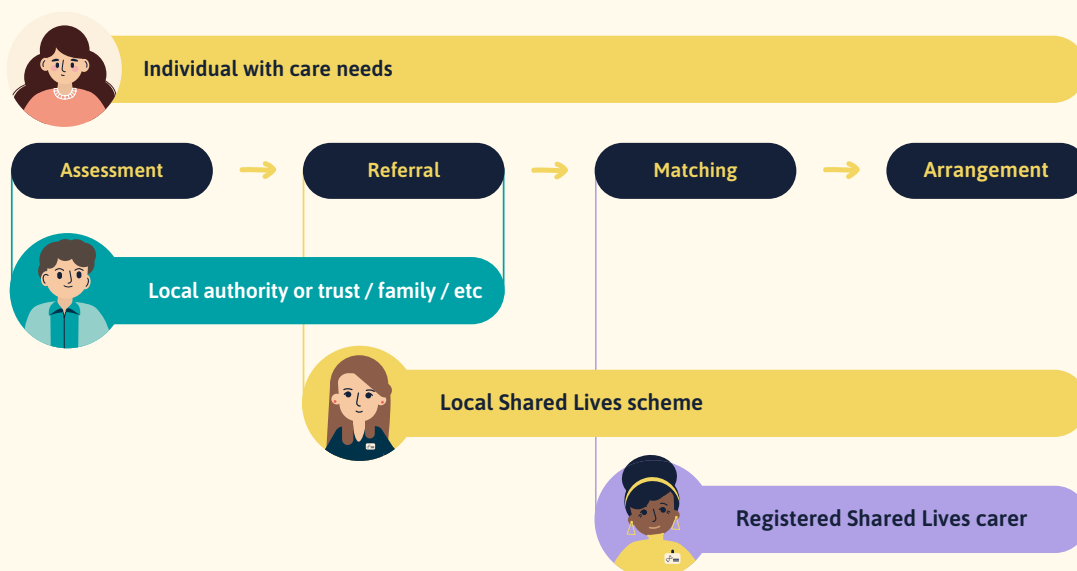 Individual with care needs
Assessment
Referral
Matching
Arrangement
Local authority or trust / family / etc
Local Shared Lives scheme
Registered Shared Lives carer